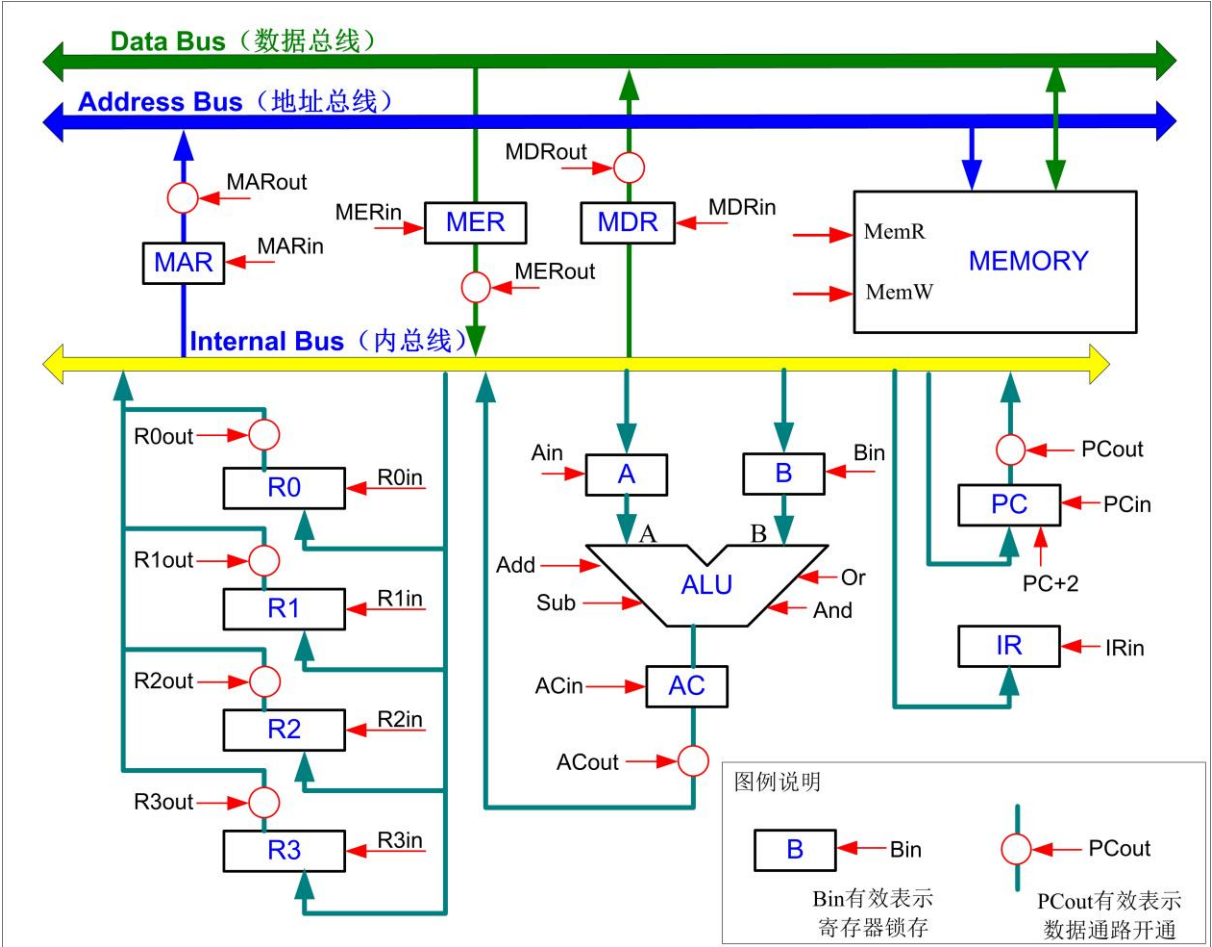 Data Bus（数据总线）
Address Bus（地址总线）
MDRout
MARout
MERin
MER
MDR
MDRin
MemR
MARin
MAR
MERout
MEMORY
MemW
Internal Bus（内总线）
R0out
R0in
R0
Ain
A
B
Bin
PCout
PC
PCin
PC+2
R1out
R1in
R1
A
B
Add
ALU
Or
Sub
And
IR
IRin
R2out
R2in
R2
ACin
AC
ACout
R3out
R3in
R3
图例说明
B
Bin
PCout
Bin有效表示
寄存器锁存
PCout有效表示
数据通路开通